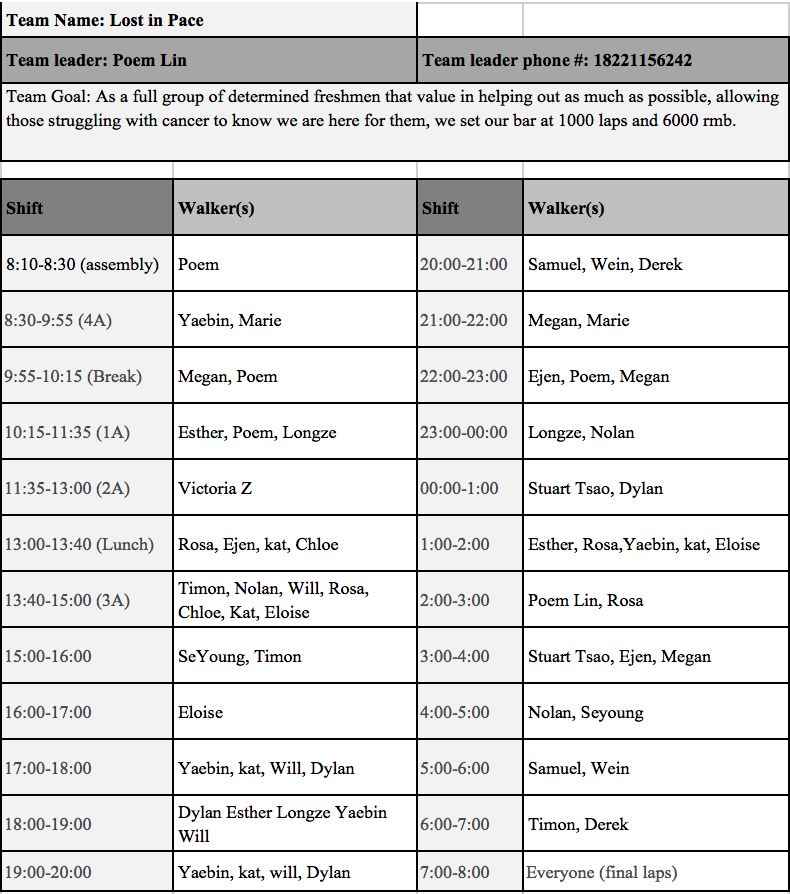 Team Name: Lost in Pace
Team leader: Poem Lin
Team leader phone #: 18221156242
Team Goal: As a full group of determined freshmen that value in helping out as much as possible, allowing
those struggling with cancer to know we are here for them, we set our bar at 1000 laps and 6000 rmb.
Shift Walker(s) Shift Walker(s)
8:10-8:30 (assembly) Poem 20:00-21:00 Samuel, Wein, Derek
8:30-9:55 (4A) Yaebin, Marie 21:00-22:00 Megan, Marie
9:55-10:15 (Break) Megan, Poem 22:00-23:00 Ejen, Poem, Megan
10:15-11:35 (1A) Esther, Poem, Longze 23:00-00:00 Longze, Nolan
11:35-13:00 (2A) Victoria Z 00:00-1:00 Stuart Tsao, Dylan
13:00-13:40 (Lunch) Rosa, Ejen, kat, Chloe 1:00-2:00 Esther, Rosa,Yaebin, kat, Eloise
13:40-15:00 (3A) Timon, Nolan, Will, Rosa,
Chloe, Kat, Eloise 2:00-3:00 Poem Lin, Rosa
15:00-16:00 SeYoung, Timon 3:00-4:00 Stuart Tsao, Ejen, Megan
16:00-17:00 Eloise 4:00-5:00 Nolan, Seyoung
17:00-18:00 Yaebin, kat, Will, Dylan 5:00-6:00 Samuel, Wein
18:00-19:00 Dylan Esther Longze Yaebin
Will 6:00-7:00 Timon, Derek
19:00-20:00 Yaebin, kat, will, Dylan 7:00-8:00 Everyone (final laps)